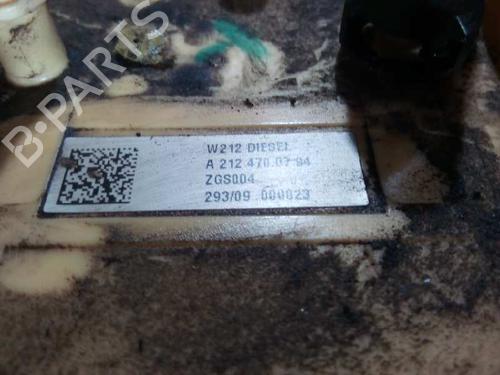 B-PARTS
W212 DIESEL
A 212 470 07 94
ZGS004
293/09 000023